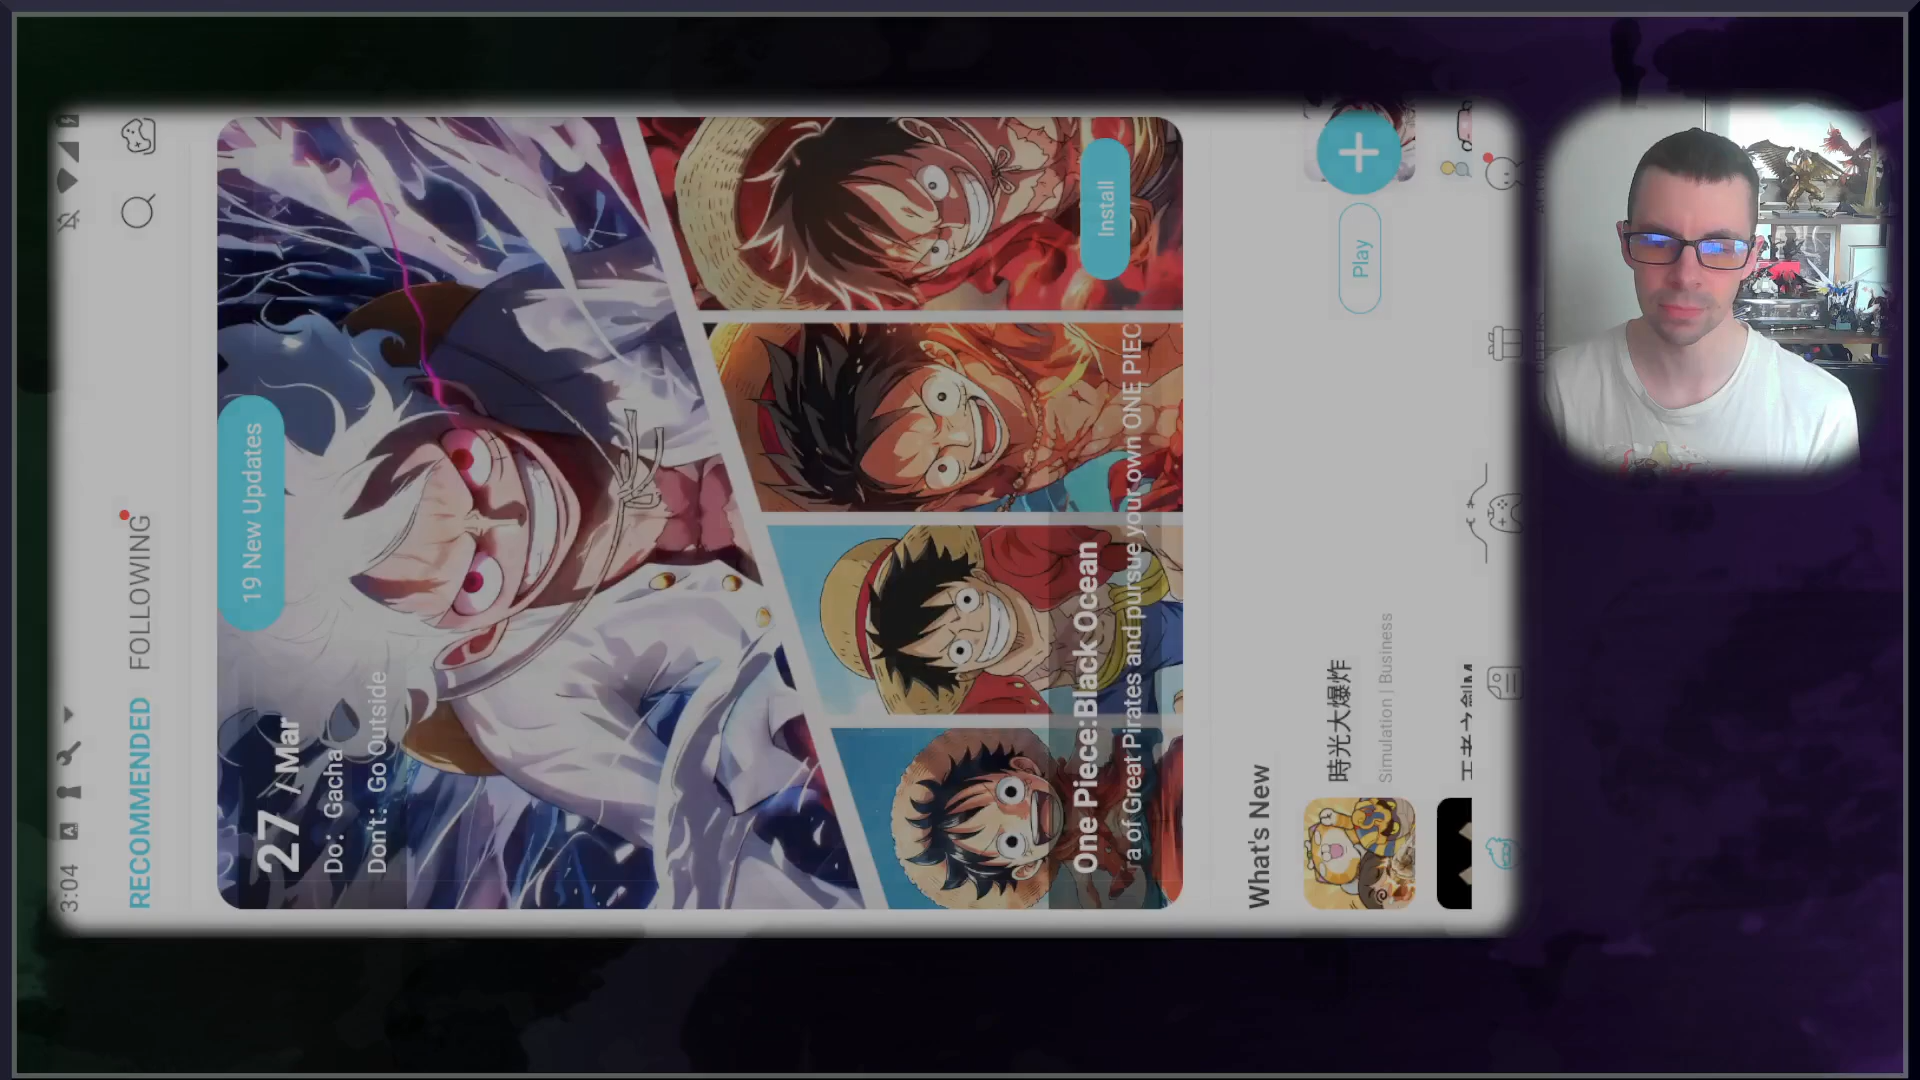 3:04
RECOMMENDED FOLLOWING
19 New Updates
27 /Mar
Do: Gacha
Don't: Go Outside
One Piece:Black Ocean
ra of Great Pirates and pursue your own ONE PIEC
Install
What's New
時光大爆炸
Simulation | Business
Play